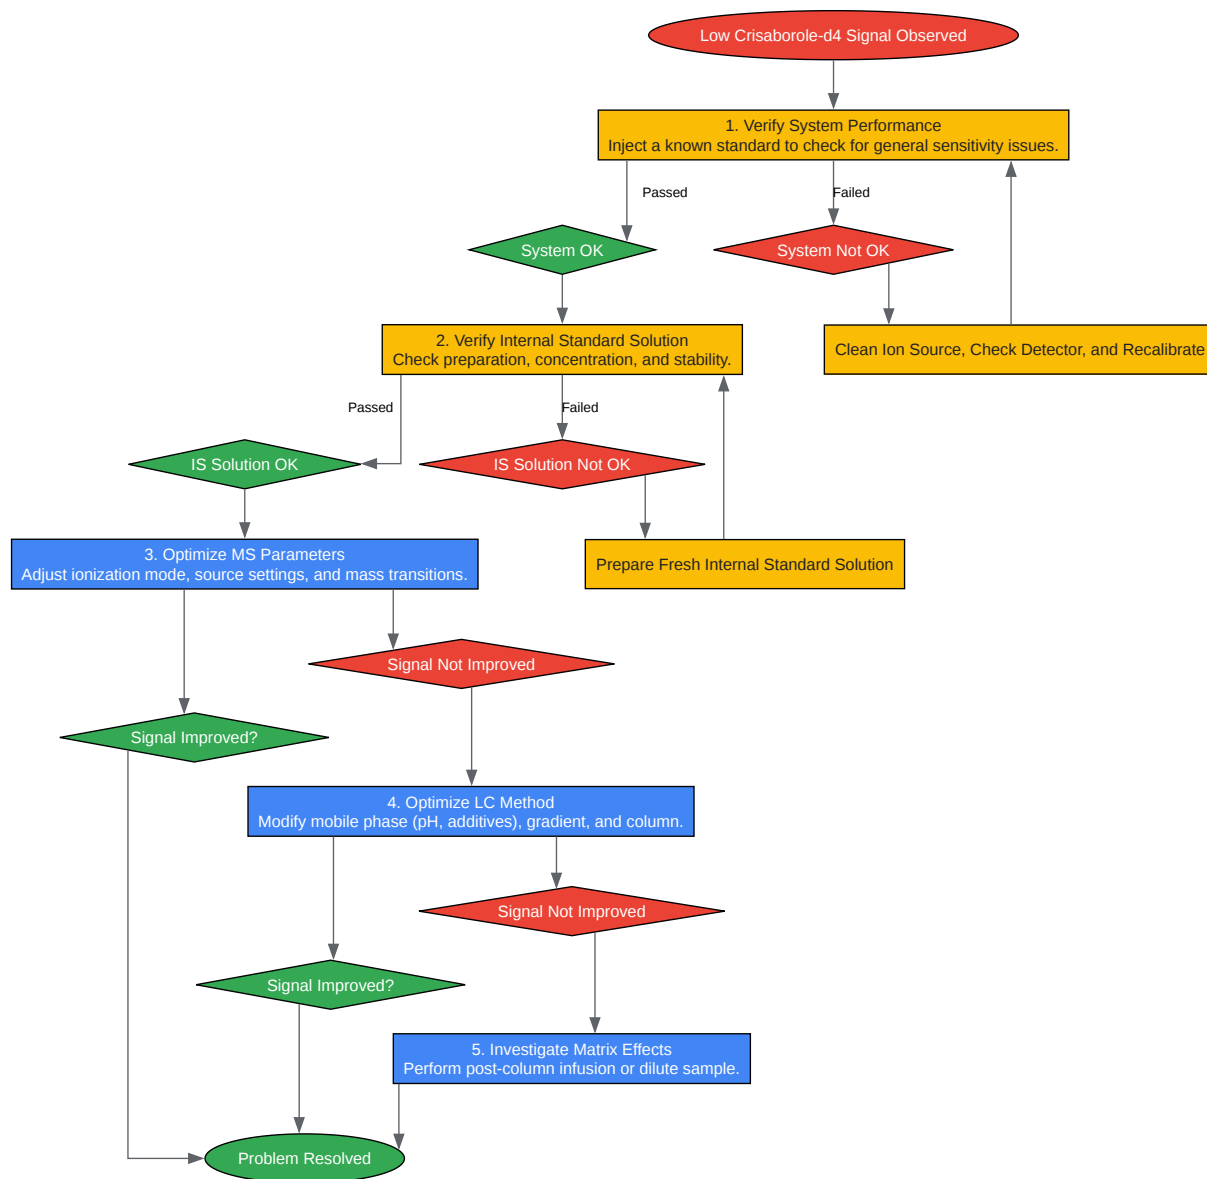 Low Crisaborole-d4 Signal Observed
1. Verify System Performance
Inject a known standard to check for general sensitivity issues.
Passed
Failed
System OK
System Not OK
2. Verify Internal Standard Solution
Check preparation, concentration, and stability.
Clean Ion Source, Check Detector, and Recalibrate
Passed
Failed
IS Solution OK
IS Solution Not OK
3. Optimize MS Parameters
Adjust ionization mode, source settings, and mass transitions.
Prepare Fresh Internal Standard Solution
Signal Not Improved
Signal Improved?
4. Optimize LC Method
Modify mobile phase (pH, additives), gradient, and column.
Signal Not Improved
Signal Improved?
5. Investigate Matrix Effects
Perform post-column infusion or dilute sample.
Problem Resolved